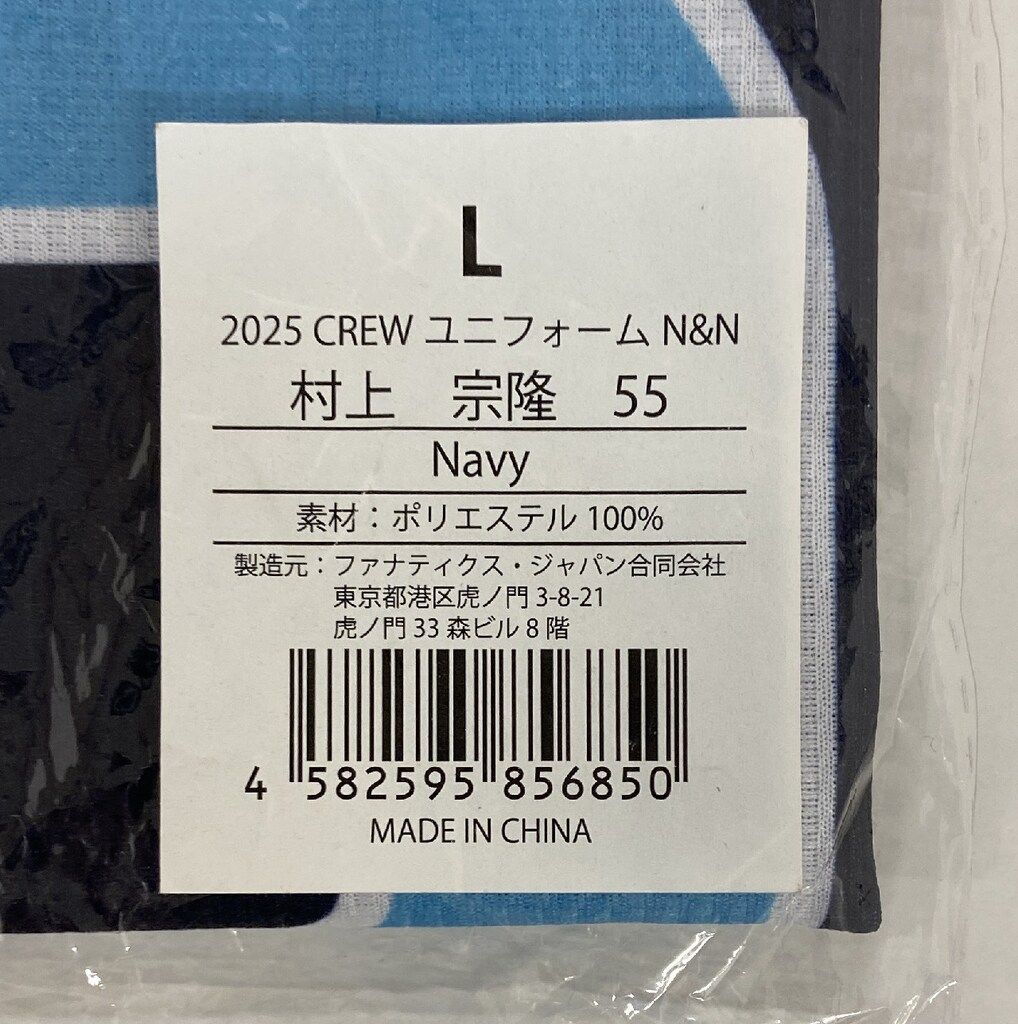 L
2025 CREW ユニフォーム N&N
村上　宗隆　55
Navy
素材：ポリエステル 100%
製造元：ファナティクス・ジャパン合同会社
東京都港区虎ノ門 3-8-21
虎ノ門 33 森ビル 8 階
4 582595 856850
MADE IN CHINA